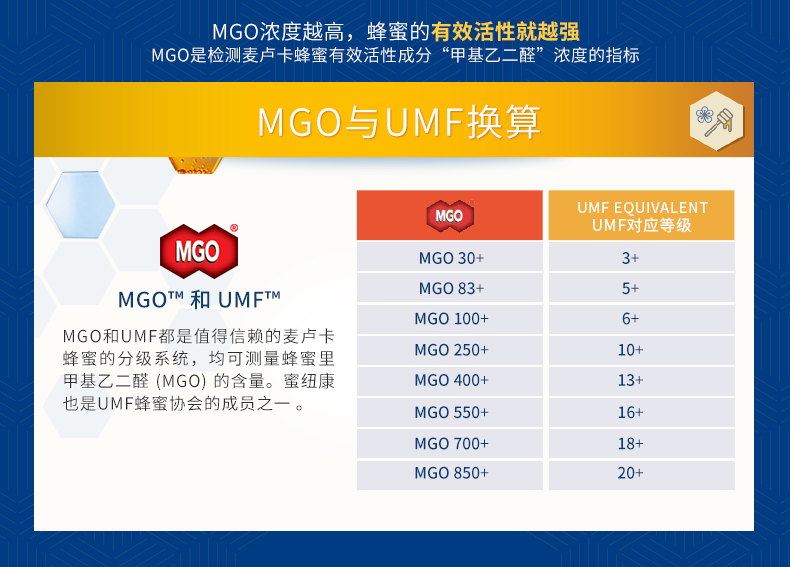 MGO浓度越高，蜂蜜的有效活性就越强
MGO是检测麦卢卡蜂蜜有效活性成分“甲基乙二醛”浓度的指标
MGO与UMF换算
MGO®
MGO™ 和 UMF™
MGO和UMF都是值得信赖的麦卢卡
蜂蜜的分级系统，均可测量蜂蜜里
甲基乙二醛 (MGO) 的含量。蜜纽康
也是UMF蜂蜜协会的成员之一 。
MGO
UMF EQUIVALENT
UMF对应等级
MGO 30+ 3+
MGO 83+ 5+
MGO 100+ 6+
MGO 250+ 10+
MGO 400+ 13+
MGO 550+ 16+
MGO 700+ 18+
MGO 850+ 20+